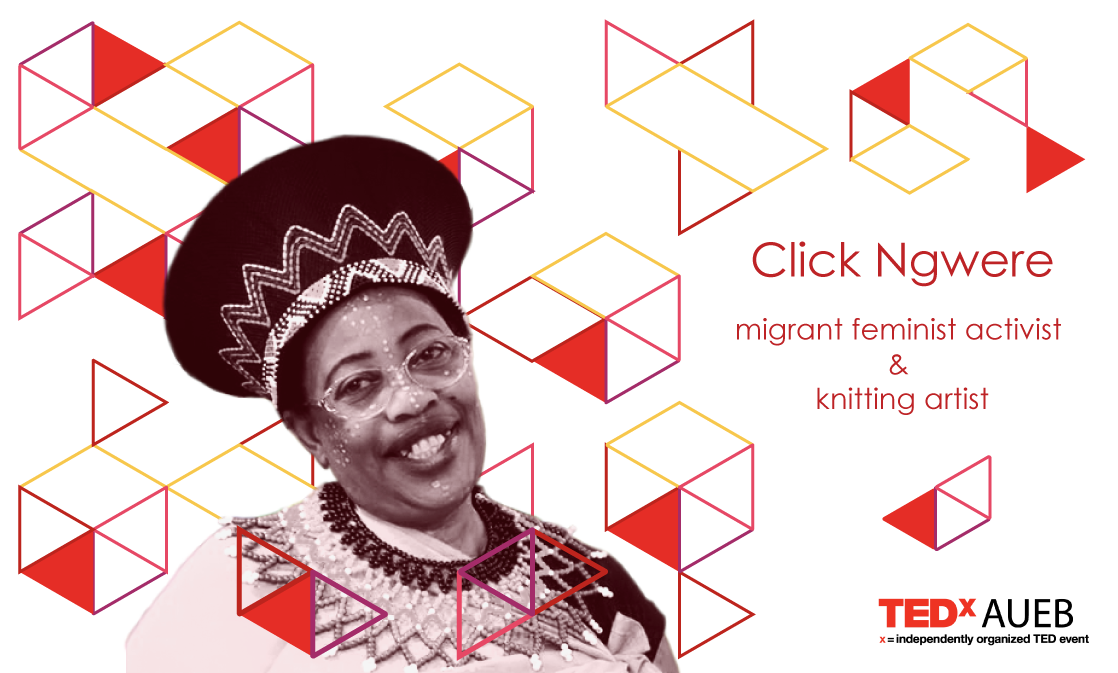 Click Ngwere
migrant feminist activist
&
knitting artist
TEDx AUEB
x = independently organized TED event